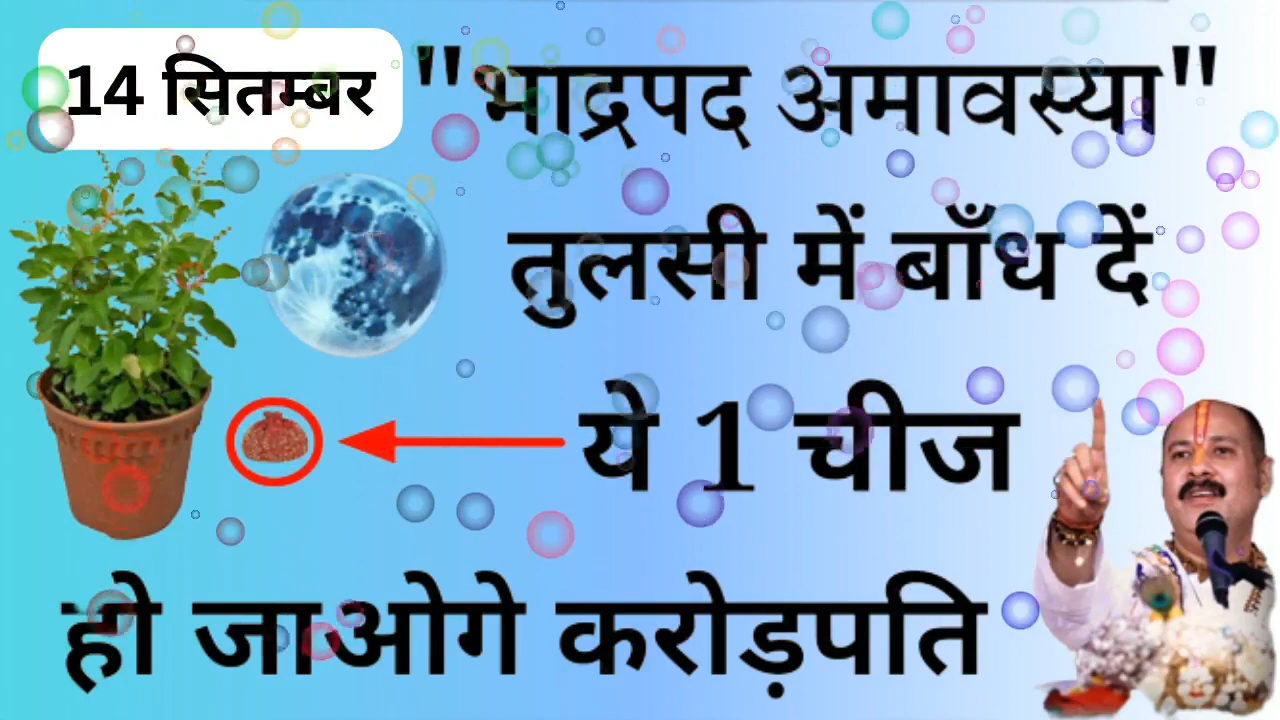 14 सितम्बर "भाद्रपद अमावस्या"
तुलसी में बाँध दें
ये 1 चीज
हो जाओगे करोड़पति